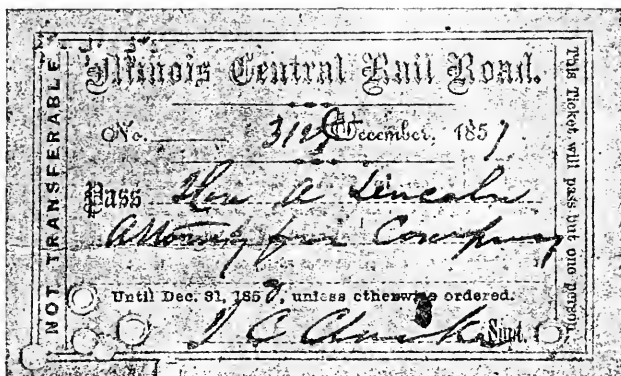 NOT TRANSFERABLE
Illinois Central Rail Road.
No. 31st December, 1857
Pass Hon A Lincoln
Attorney for Company
Until Dec. 31, 1858, unless otherwise ordered.
Supt.
This Ticket will pass but one person